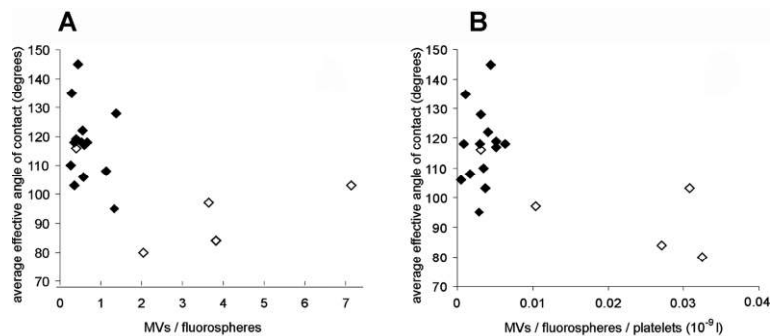 A
B
average effective angle of contact (degrees)
150
140
130
120
110
100
90
80
70
0 1 2 3 4 5 6 7
MVs / fluorospheres
average effective angle of contact (degrees)
150
140
130
120
110
100
90
80
70
0 0.01 0.02 0.03 0.04
MVs / fluorospheres / platelets (10⁻⁹ l)